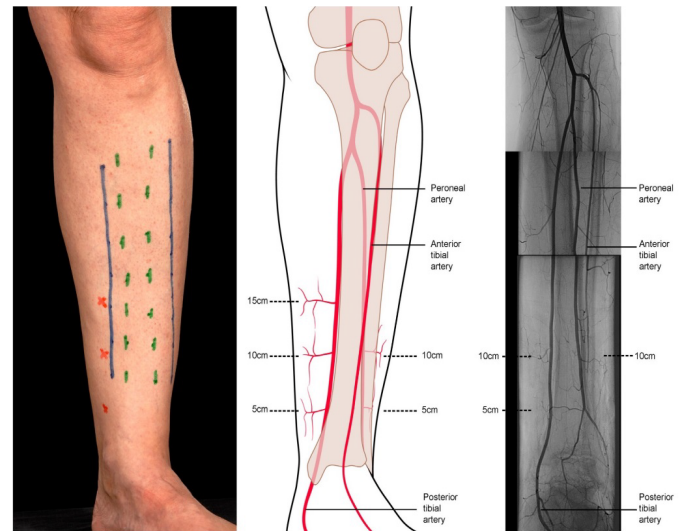 Peroneal
artery
Anterior
tibial
artery
15cm
10cm
10cm
5cm
5cm
Posterior
tibial
artery
Peroneal
artery
Anterior
tibial
artery
10cm
10cm
5cm
Posterior
tibial
artery